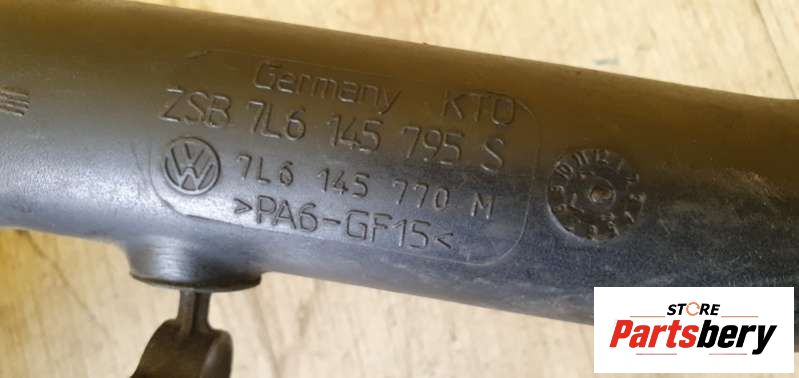 Germany KTO
ZSB 7L6 145 795 S
7L6 145 770 M
>PA6-GF15<
STORE
Partsbery